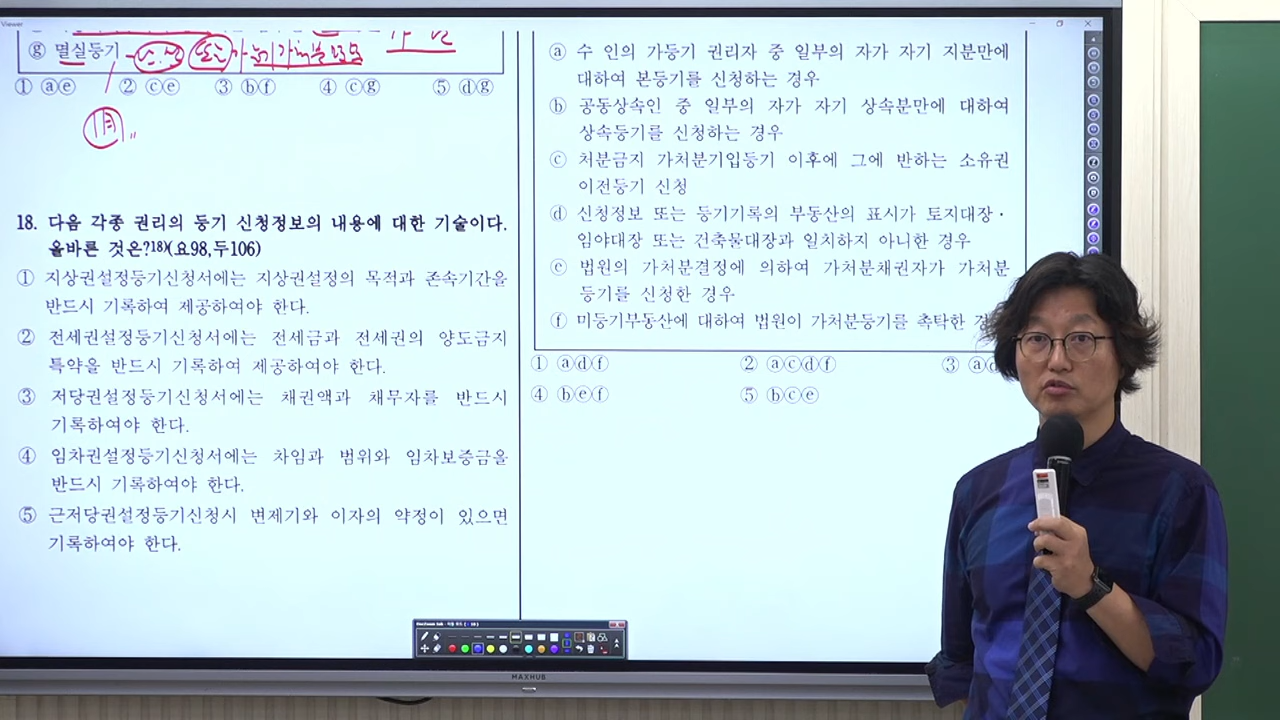 Viewer
ⓖ 멸실등기
① ⓐⓔ ② ⓒⓔ ③ ⓑⓕ ④ ⓒⓖ ⑤ ⓓⓖ
18. 다음 각종 권리의 등기 신청정보의 내용에 대한 기술이다.
올바른 것은?18)(요98,두106)
① 지상권설정등기신청서에는 지상권설정의 목적과 존속기간을
반드시 기록하여 제공하여야 한다.
② 전세권설정등기신청서에는 전세금과 전세권의 양도금지
특약을 반드시 기록하여 제공하여야 한다.
③ 저당권설정등기신청서에는 채권액과 채무자를 반드시
기록하여야 한다.
④ 임차권설정등기신청서에는 차임과 범위와 임차보증금을
반드시 기록하여야 한다.
⑤ 근저당권설정등기신청시 변제기와 이자의 약정이 있으면
기록하여야 한다.
ⓐ 수 인의 가등기 권리자 중 일부의 자가 자기 지분만에
대하여 본등기를 신청하는 경우
ⓑ 공동상속인 중 일부의 자가 자기 상속분만에 대하여
상속등기를 신청하는 경우
ⓒ 처분금지 가처분기입등기 이후에 그에 반하는 소유권
이전등기 신청
ⓓ 신청정보 또는 등기기록의 부동산의 표시가 토지대장·
임야대장 또는 건축물대장과 일치하지 아니한 경우
ⓔ 법원의 가처분결정에 의하여 가처분채권자가 가처분
등기를 신청한 경우
ⓕ 미등기부동산에 대하여 법원이 가처분등기를 촉탁한
① ⓐⓓⓕ ② ⓐⓒⓓⓕ ③ ⓐ
④ ⓑⓔⓕ ⑤ ⓑⓒⓔ
MAXHUB